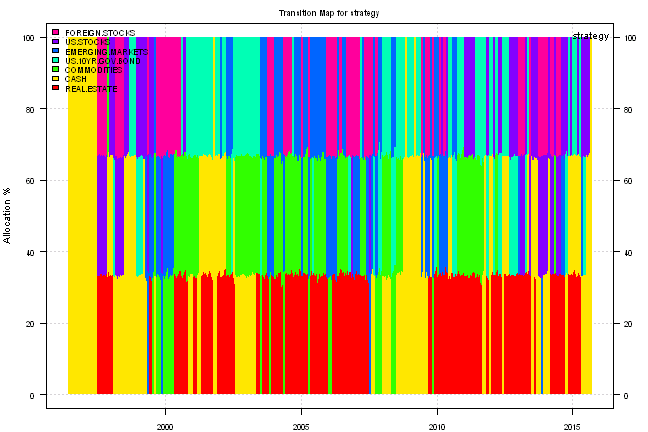 Transition Map for strategy
FOREIGN.STOCKS
US.STOCKS
EMERGING.MARKETS
US.10YR.GOV.BOND
COMMODITIES
CASH
REAL.ESTATE
strategy
Allocation %
100
80
60
40
20
0
100
80
60
40
20
0
2000
2005
2010
2015